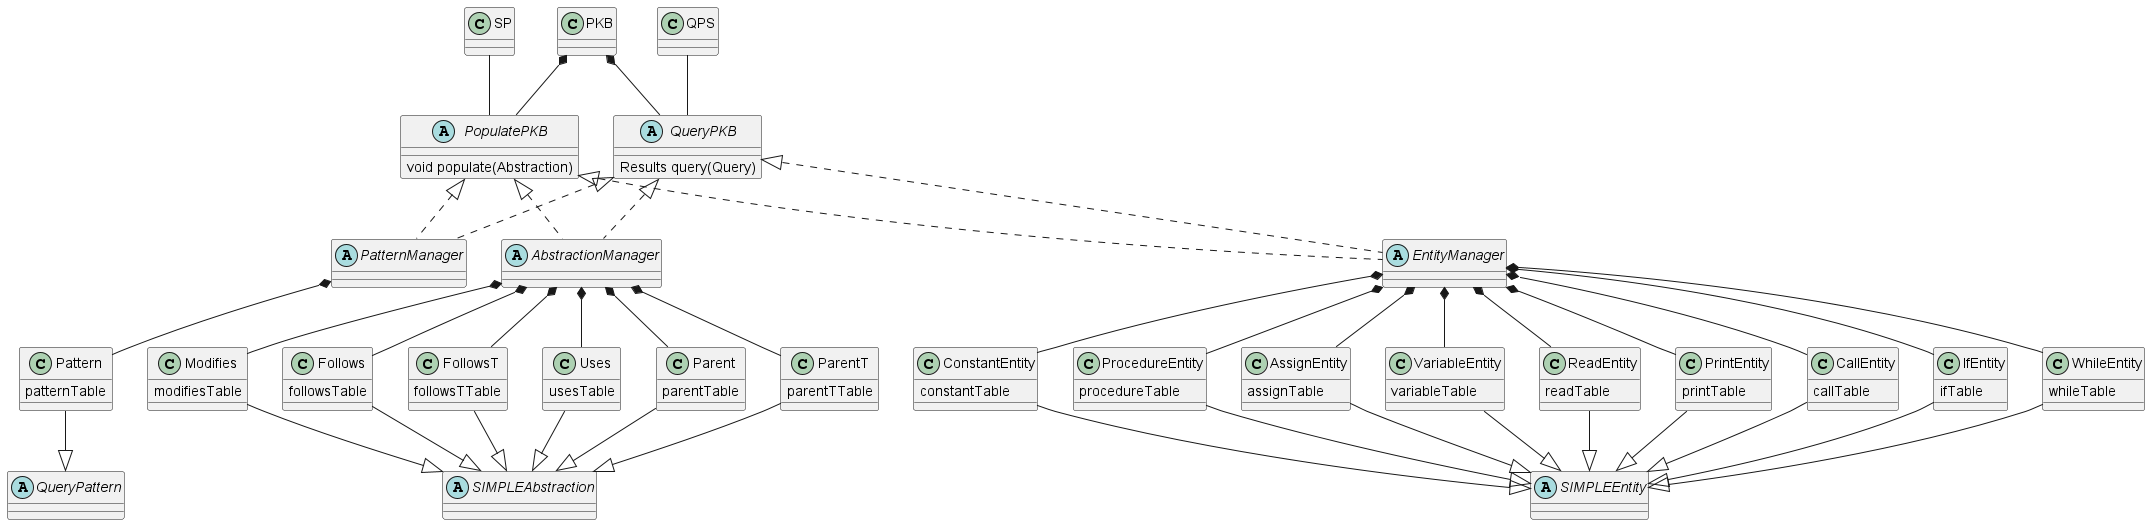 C SP
C PKB
C QPS
A PopulatePKB
void populate(Abstraction)
A QueryPKB
Results query(Query)
A PatternManager
A AbstractionManager
A EntityManager
C Pattern
patternTable
C Modifies
modifiesTable
C Follows
followsTable
C FollowsT
followsTTable
C Uses
usesTable
C Parent
parentTable
C ParentT
parentTTable
C ConstantEntity
constantTable
C ProcedureEntity
procedureTable
C AssignEntity
assignTable
C VariableEntity
variableTable
C ReadEntity
readTable
C PrintEntity
printTable
C CallEntity
callTable
C IfEntity
ifTable
C WhileEntity
whileTable
A QueryPattern
A SIMPLEAbstraction
A SIMPLEEntity